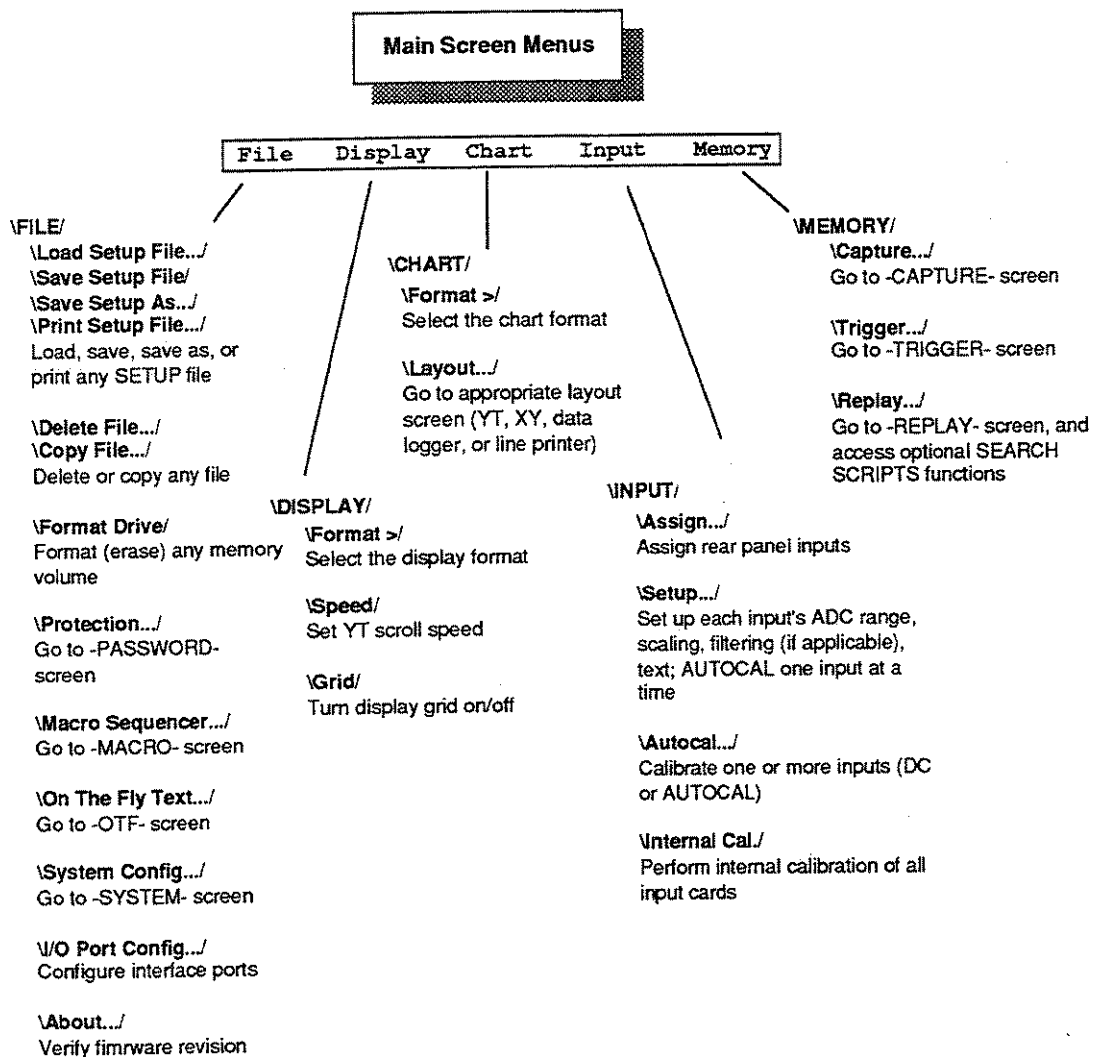 Main Screen Menus
File Display Chart Input Memory
\FILE/
\Load Setup File.../
\Save Setup File/
\Save Setup As.../
\Print Setup File.../
Load, save, save as, or
print any SETUP file
\Delete File.../
\Copy File.../
Delete or copy any file
\Format Drive/
Format (erase) any memory
volume
\Protection.../
Go to -PASSWORD-
screen
\Macro Sequencer.../
Go to -MACRO- screen
\On The Fly Text.../
Go to -OTF- screen
\System Config.../
Go to -SYSTEM- screen
\I/O Port Config.../
Configure interface ports
\About.../
Verify fimrware revision
\DISPLAY/
\Format >/
Select the display format
\Speed/
Set YT scroll speed
\Grid/
Turn display grid on/off
\CHART/
\Format >/
Select the chart format
\Layout.../
Go to appropriate layout
screen (YT, XY, data
logger, or line printer)
\INPUT/
\Assign.../
Assign rear panel inputs
\Setup.../
Set up each input's ADC range,
scaling, filtering (if applicable),
text; AUTOCAL one input at a
time
\Autocal.../
Calibrate one or more inputs (DC
or AUTOCAL)
\Internal Cal./
Perform internal calibration of all
input cards
\MEMORY/
\Capture.../
Go to -CAPTURE- screen
\Trigger.../
Go to -TRIGGER- screen
\Replay.../
Go to -REPLAY- screen, and
access optional SEARCH
SCRIPTS functions